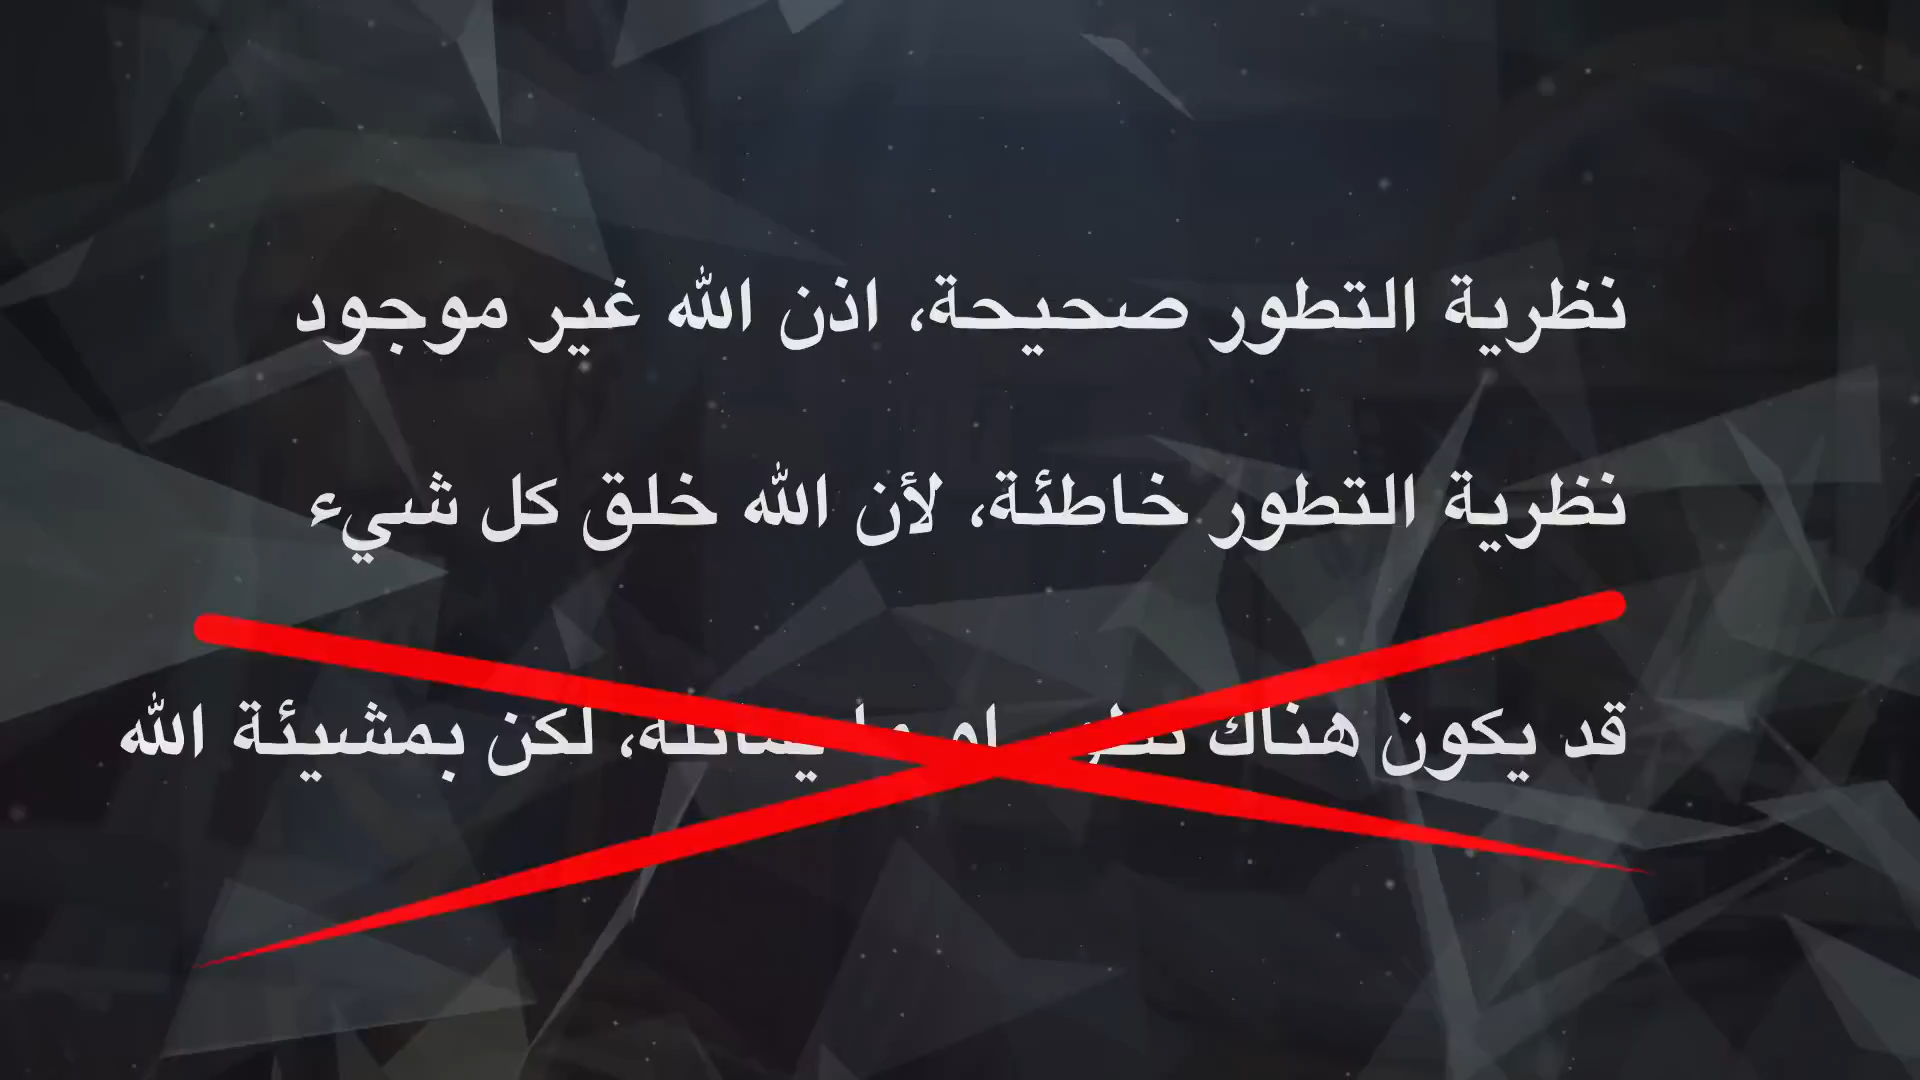 نظرية التطور صحيحة، اذن الله غير موجود
نظرية التطور خاطئة، لأن الله خلق كل شيء
قد يكون هناك لكن بمشيئة الله